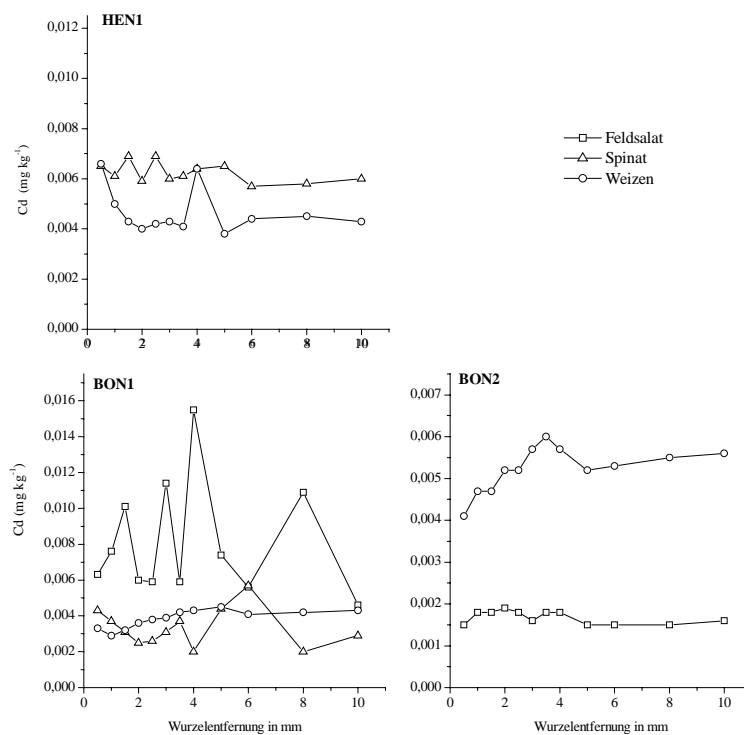 HEN1
0,012
0,008
0,006
0,004
0,002
0,000
Cd (mg kg-1)
0 2 4 6 8 10
Feldsalat
Spinat
Weizen
BON1
0,016
0,014
0,012
0,010
0,008
0,006
0,004
0,002
0,000
Cd (mg kg-1)
0 2 4 6 8 10
Wurzelentfernung in mm
BON2
0,007
0,006
0,005
0,004
0,003
0,002
0,001
0,000
0 2 4 6 8 10
Wurzelentfernung in mm